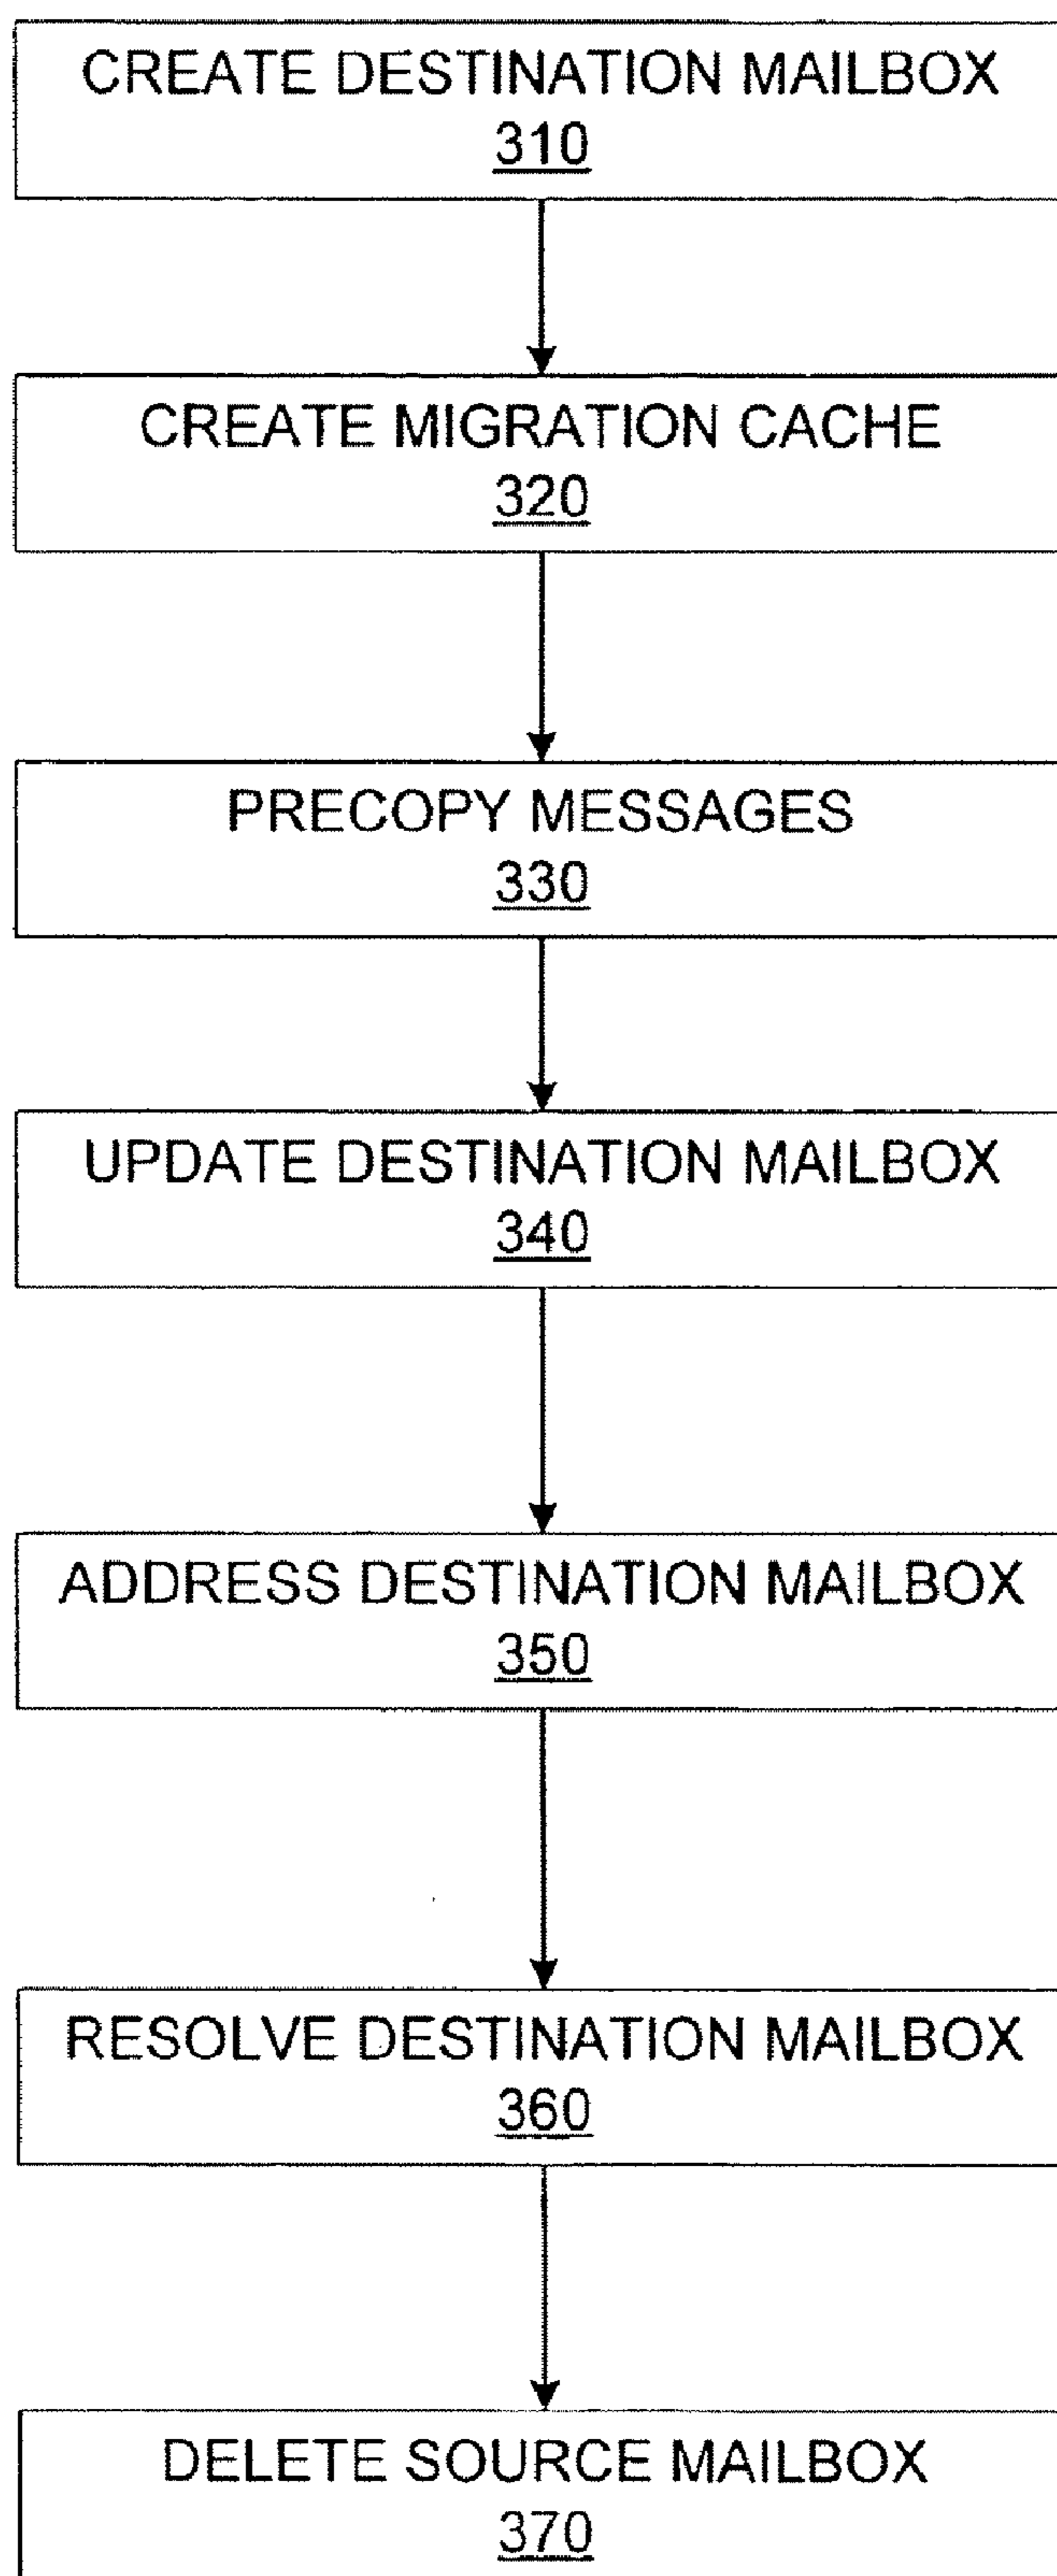 CREATE DESTINATION MAILBOX
310
CREATE MIGRATION CACHE
320
PRECOPY MESSAGES
330
UPDATE DESTINATION MAILBOX
340
ADDRESS DESTINATION MAILBOX
350
RESOLVE DESTINATION MAILBOX
360
DELETE SOURCE MAILBOX
370